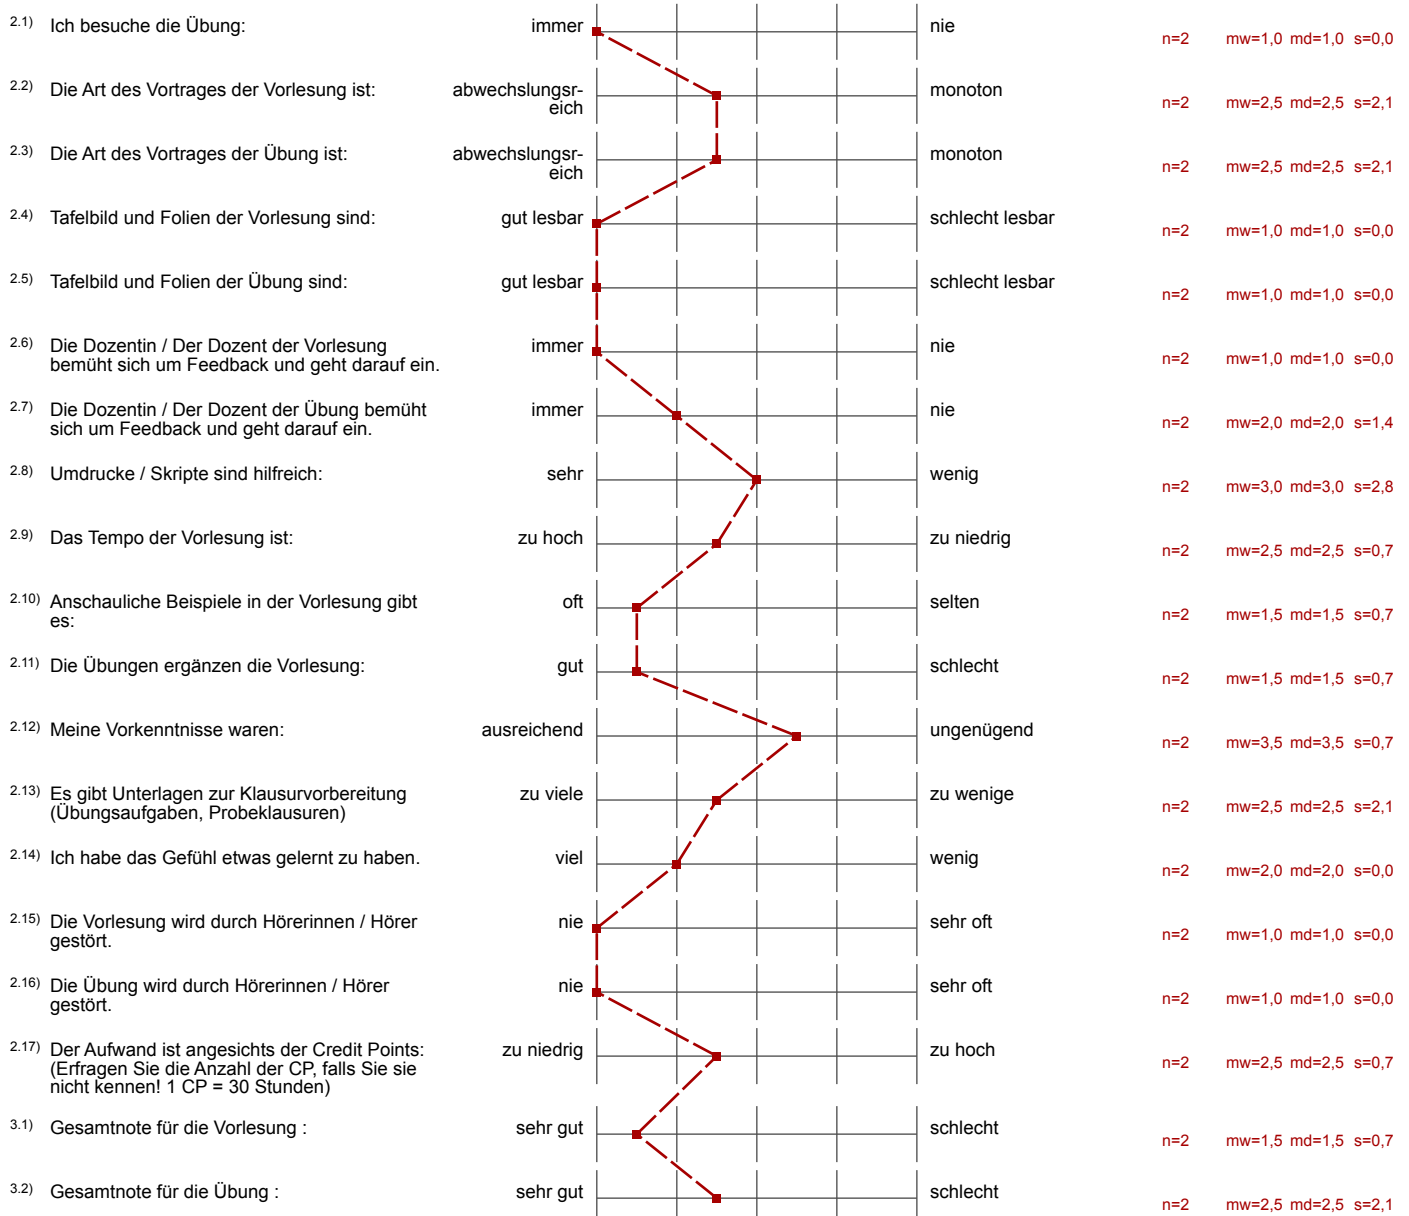 2.1) Ich besuche die Übung: immer nie n=2 mw=1,0 md=1,0 s=0,0
2.2) Die Art des Vortrages der Vorlesung ist: abwechslungsr- monoton n=2 mw=2,5 md=2,5 s=2,1
eich
2.3) Die Art des Vortrages der Übung ist: abwechslungsr- monoton n=2 mw=2,5 md=2,5 s=2,1
eich
2.4) Tafelbild und Folien der Vorlesung sind: gut lesbar schlecht lesbar n=2 mw=1,0 md=1,0 s=0,0
2.5) Tafelbild und Folien der Übung sind: gut lesbar schlecht lesbar n=2 mw=1,0 md=1,0 s=0,0
2.6) Die Dozentin / Der Dozent der Vorlesung immer nie n=2 mw=1,0 md=1,0 s=0,0
bemüht sich um Feedback und geht darauf ein.
2.7) Die Dozentin / Der Dozent der Übung bemüht immer nie n=2 mw=2,0 md=2,0 s=1,4
sich um Feedback und geht darauf ein.
2.8) Umdrucke / Skripte sind hilfreich: sehr wenig n=2 mw=3,0 md=3,0 s=2,8
2.9) Das Tempo der Vorlesung ist: zu hoch zu niedrig n=2 mw=2,5 md=2,5 s=0,7
2.10) Anschauliche Beispiele in der Vorlesung gibt oft selten n=2 mw=1,5 md=1,5 s=0,7
es:
2.11) Die Übungen ergänzen die Vorlesung: gut schlecht n=2 mw=1,5 md=1,5 s=0,7
2.12) Meine Vorkenntnisse waren: ausreichend ungenügend n=2 mw=3,5 md=3,5 s=0,7
2.13) Es gibt Unterlagen zur Klausurvorbereitung zu viele zu wenige n=2 mw=2,5 md=2,5 s=2,1
(Übungsaufgaben, Probeklausuren)
2.14) Ich habe das Gefühl etwas gelernt zu haben. viel wenig n=2 mw=2,0 md=2,0 s=0,0
2.15) Die Vorlesung wird durch Hörerinnen / Hörer nie sehr oft n=2 mw=1,0 md=1,0 s=0,0
gestört.
2.16) Die Übung wird durch Hörerinnen / Hörer nie sehr oft n=2 mw=1,0 md=1,0 s=0,0
gestört.
2.17) Der Aufwand ist angesichts der Credit Points: zu niedrig zu hoch n=2 mw=2,5 md=2,5 s=0,7
(Erfragen Sie die Anzahl der CP, falls Sie sie
nicht kennen! 1 CP = 30 Stunden)
3.1) Gesamtnote für die Vorlesung : sehr gut schlecht n=2 mw=1,5 md=1,5 s=0,7
3.2) Gesamtnote für die Übung : sehr gut schlecht n=2 mw=2,5 md=2,5 s=2,1